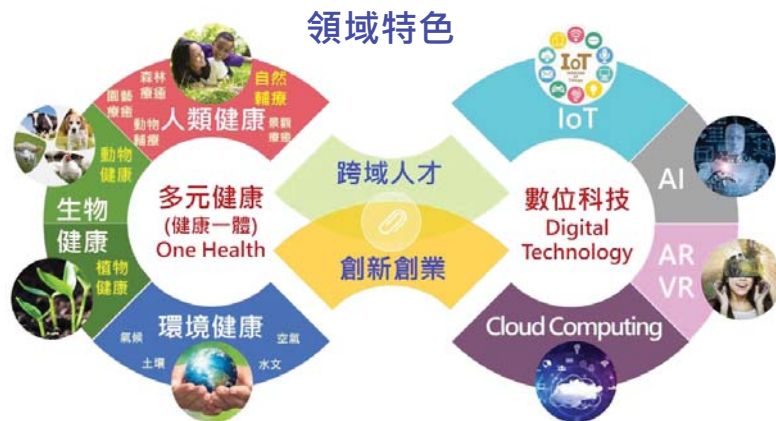 領域特色
森林
療癒
園藝
療癒
動物
輔療
自然
輔療
景觀
療癒
人類健康
動物
健康
生物
健康
植物
健康
多元健康
(健康一體)
One Health
環境健康
氣候
土壤
水文
空氣
跨域人才
創新創業
IoT
IoT
數位科技
Digital
Technology
AI
AR
VR
Cloud Computing